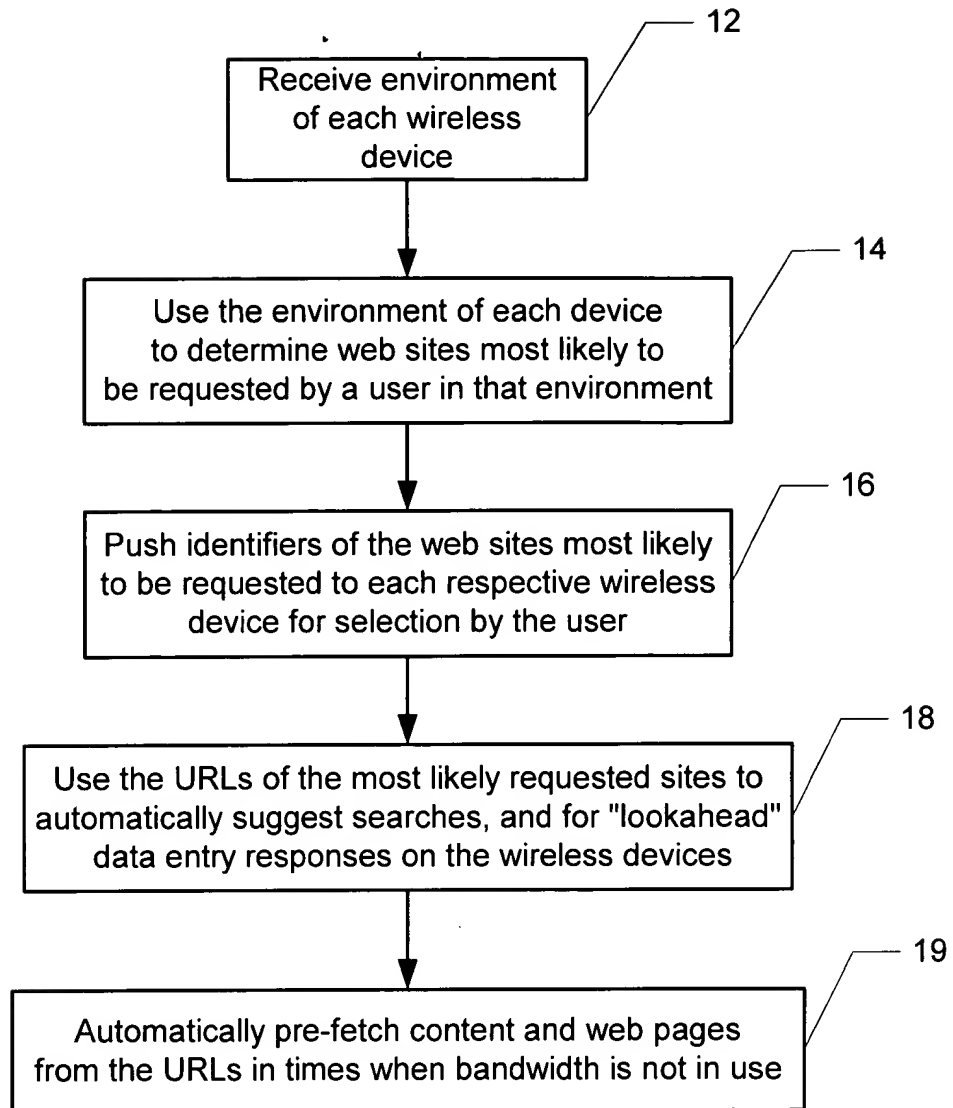 12
Receive environment
of each wireless
device
14
Use the environment of each device
to determine web sites most likely to
be requested by a user in that environment
16
Push identifiers of the web sites most likely
to be requested to each respective wireless
device for selection by the user
18
Use the URLs of the most likely requested sites to
automatically suggest searches, and for "lookahead"
data entry responses on the wireless devices
19
Automatically pre-fetch content and web pages
from the URLs in times when bandwidth is not in use